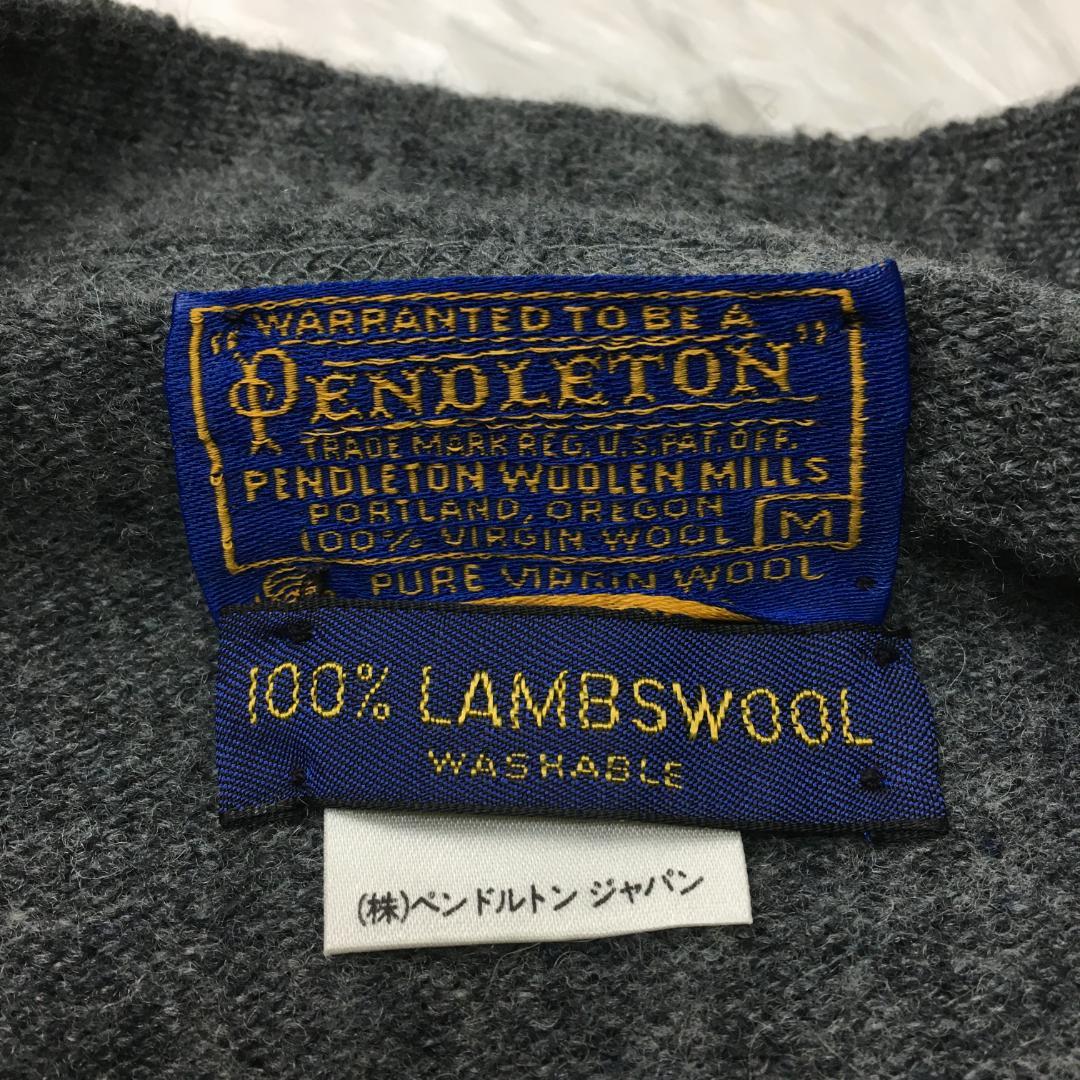 WARRANTED TO BE A
"PENDLETON"
TRADE MARK REG. U.S. PAT. OFF.
PENDLETON WOOLEN MILLS
PORTLAND, OREGON
100% VIRGIN WOOL
M
PURE VIRGIN WOOL
100% LAMBSWOOL
WASHABLE
(株)ペンドルトン ジャパン